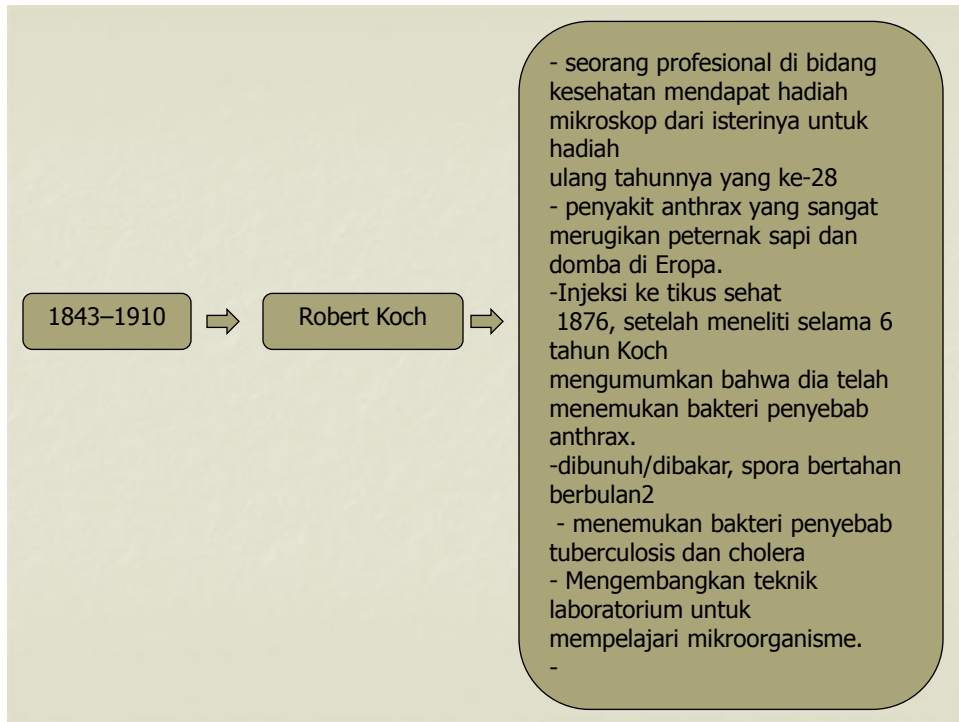 1843–1910
Robert Koch
- seorang profesional di bidang
kesehatan mendapat hadiah
mikroskop dari isterinya untuk
hadiah
ulang tahunnya yang ke-28
- penyakit anthrax yang sangat
merugikan peternak sapi dan
domba di Eropa.
-Injeksi ke tikus sehat
1876, setelah meneliti selama 6
tahun Koch
mengumumkan bahwa dia telah
menemukan bakteri penyebab
anthrax.
-dibunuh/dibakar, spora bertahan
berbulan2
- menemukan bakteri penyebab
tuberculosis dan cholera
- Mengembangkan teknik
laboratorium untuk
mempelajari mikroorganisme.
-